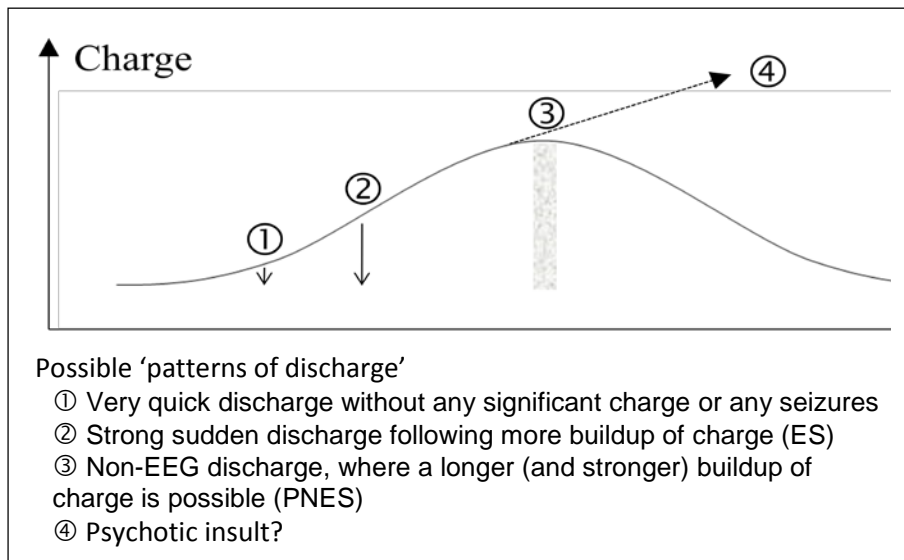 Charge
④
③
②
①
Possible ‘patterns of discharge’
① Very quick discharge without any significant charge or any seizures
② Strong sudden discharge following more buildup of charge (ES)
③ Non-EEG discharge, where a longer (and stronger) buildup of
charge is possible (PNES)
④ Psychotic insult?